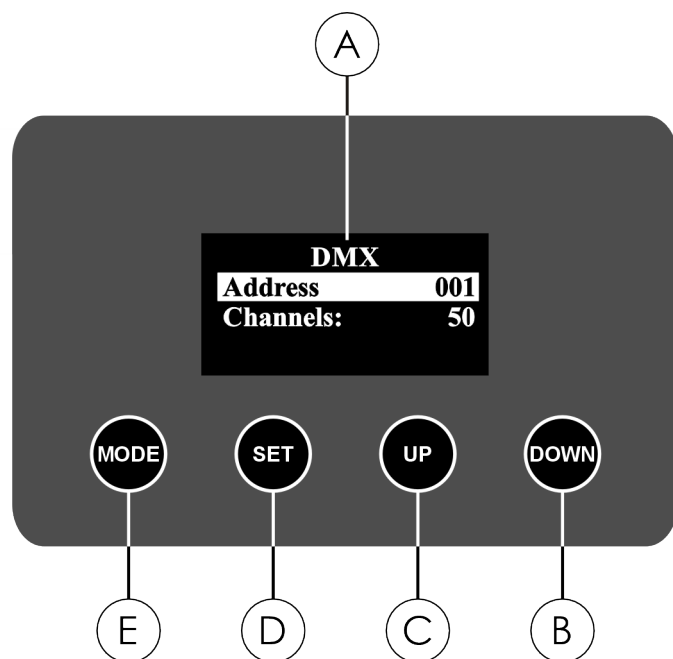 A
DMX
Address 001
Channels: 50
MODE SET UP DOWN
E D C B